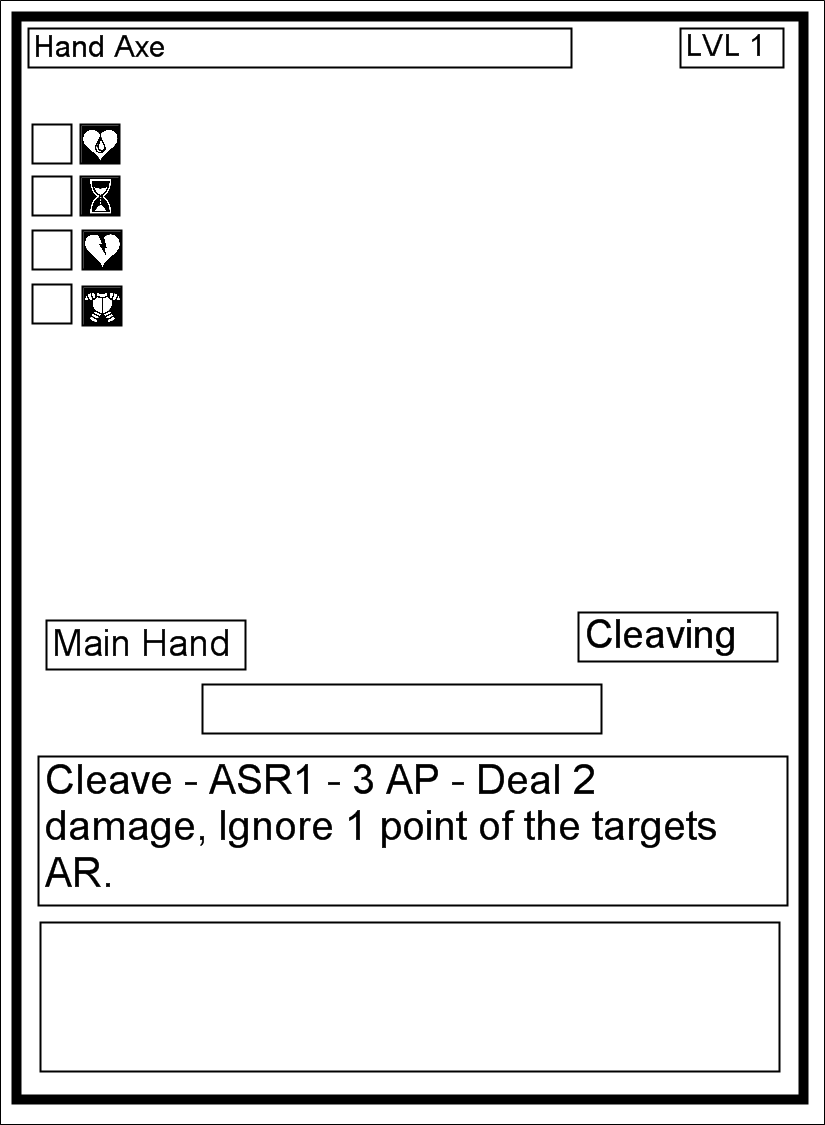 Hand Axe
LVL 1
Main Hand
Cleaving
Cleave - ASR1 - 3 AP - Deal 2
damage, Ignore 1 point of the targets
AR.